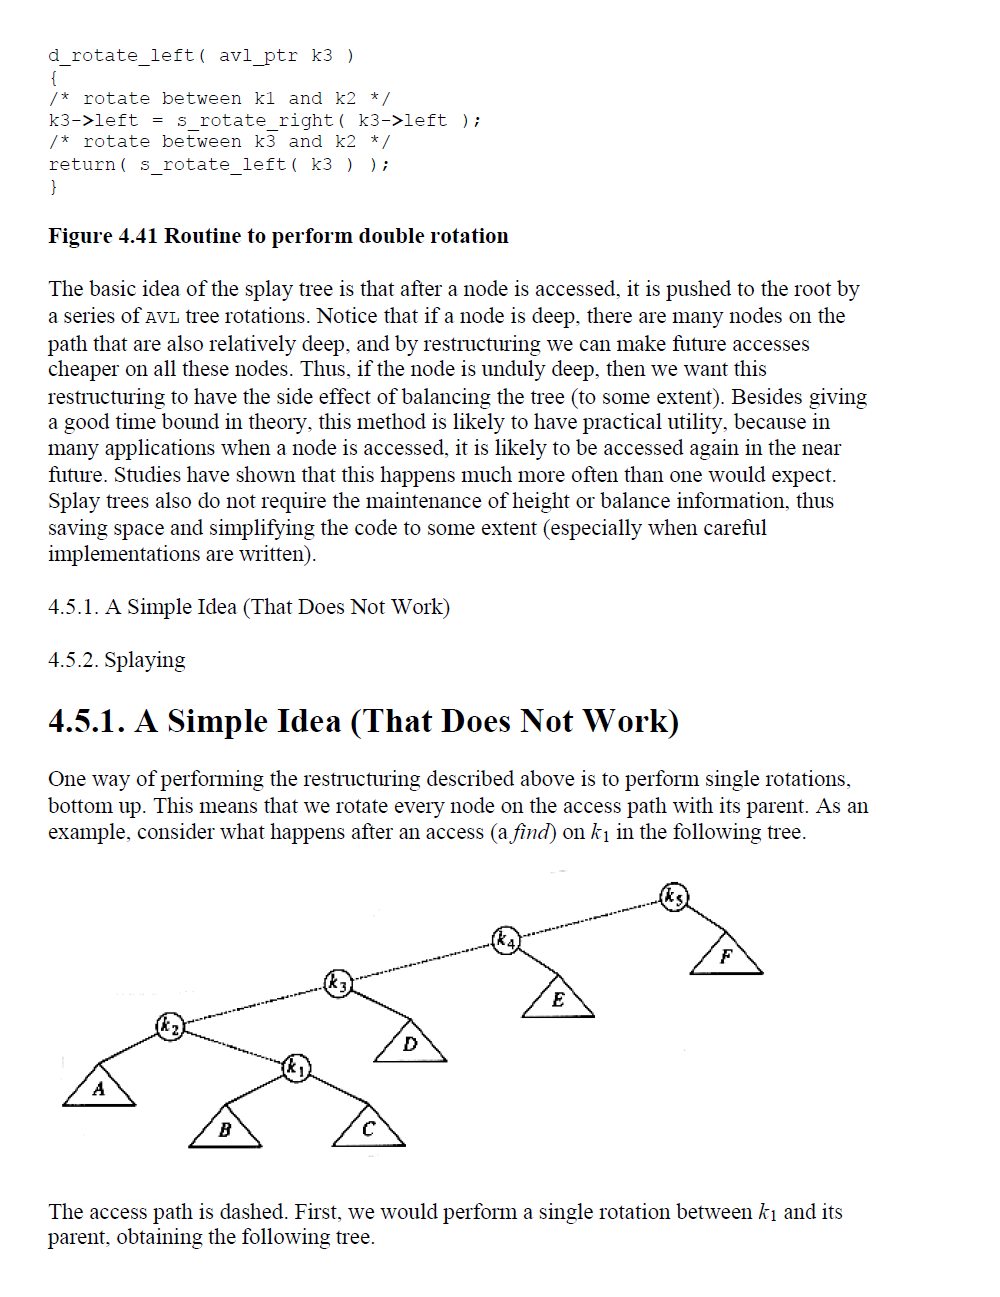 d_rotate_left( avl_ptr k3 )
{
/* rotate between k1 and k2 */
k3->left = s_rotate_right( k3->left );
/* rotate between k3 and k2 */
return( s_rotate_left( k3 ) );
}
Figure 4.41 Routine to perform double rotation
The basic idea of the splay tree is that after a node is accessed, it is pushed to the root by
a series of AVL tree rotations. Notice that if a node is deep, there are many nodes on the
path that are also relatively deep, and by restructuring we can make future accesses
cheaper on all these nodes. Thus, if the node is unduly deep, then we want this
restructuring to have the side effect of balancing the tree (to some extent). Besides giving
a good time bound in theory, this method is likely to have practical utility, because in
many applications when a node is accessed, it is likely to be accessed again in the near
future. Studies have shown that this happens much more often than one would expect.
Splay trees also do not require the maintenance of height or balance information, thus
saving space and simplifying the code to some extent (especially when careful
implementations are written).
4.5.1. A Simple Idea (That Does Not Work)
4.5.2. Splaying
4.5.1. A Simple Idea (That Does Not Work)
One way of performing the restructuring described above is to perform single rotations,
bottom up. This means that we rotate every node on the access path with its parent. As an
example, consider what happens after an access (a find) on k1 in the following tree.
k5
F
k4
E
k3
D
k2
A
k1
B
C
The access path is dashed. First, we would perform a single rotation between k1 and its
parent, obtaining the following tree.